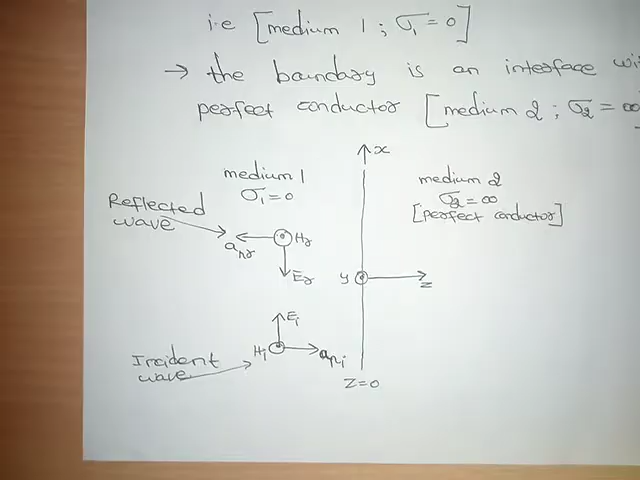 i.e [medium 1 ; σ₁ = 0]
→ the boundary is an interface
perfect conductor [medium 2 ; σ₂ = ∞
x
medium 1
σ₁ = 0
medium 2
σ₂ = ∞
[perfect conductor]
Reflected
wave
Hr
anr
Er
y
z
Ei
Hi
ani
Incident
wave
z=0